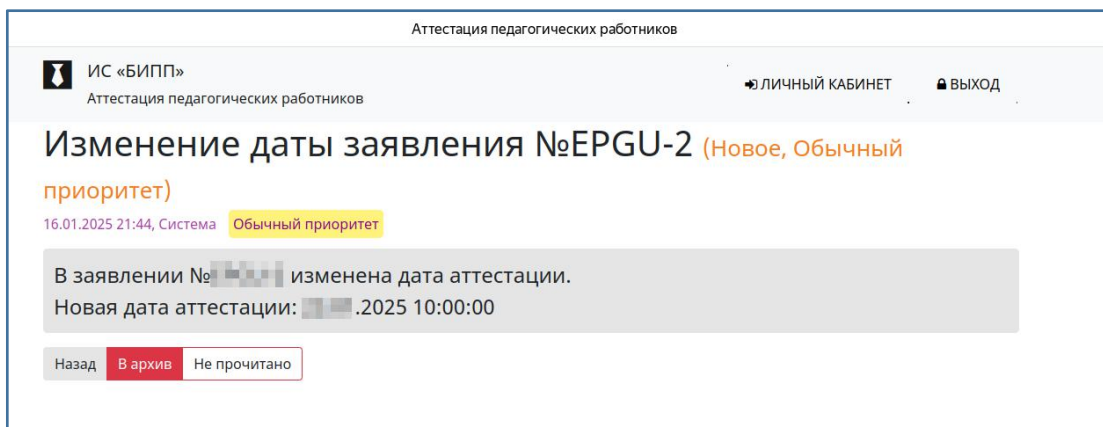 Аттестация педагогических работников
ИС «БИПП»
Аттестация педагогических работников
ЛИЧНЫЙ КАБИНЕТ
ВЫХОД
Изменение даты заявления №EPGU-2 (Новое, Обычный
приоритет)
16.01.2025 21:44, Система Обычный приоритет
В заявлении № изменена дата аттестации.
Новая дата аттестации: .2025 10:00:00
Назад В архив Не прочитано